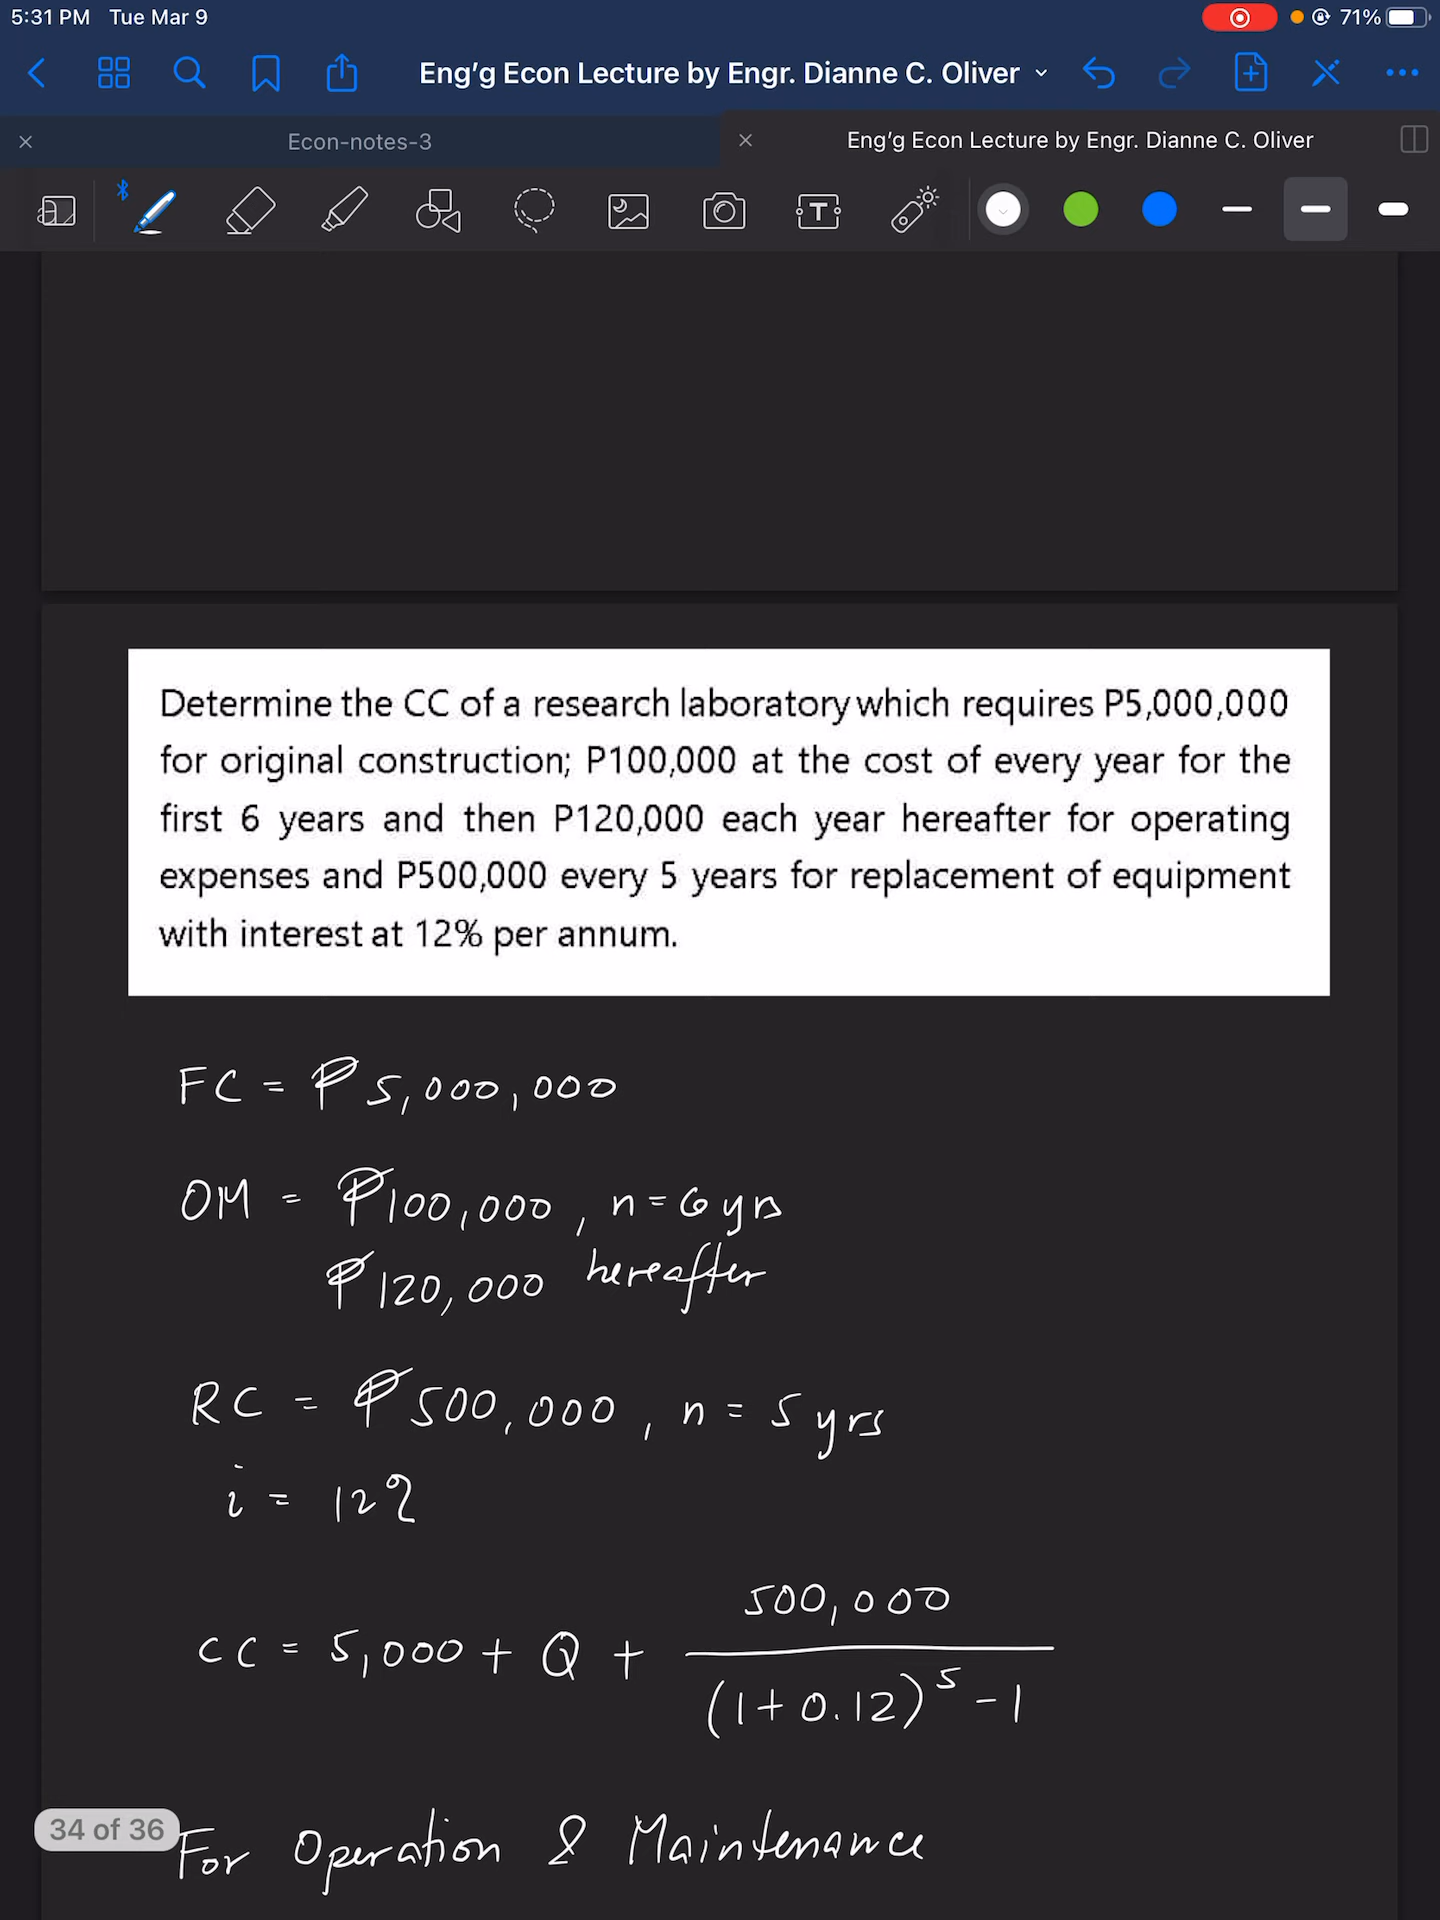 5:31 PM Tue Mar 9 71%
Eng'g Econ Lecture by Engr. Dianne C. Oliver
Econ-notes-3
Eng'g Econ Lecture by Engr. Dianne C. Oliver
T
Determine the CC of a research laboratory which requires P5,000,000
for original construction; P100,000 at the cost of every year for the
first 6 years and then P120,000 each year hereafter for operating
expenses and P500,000 every 5 years for replacement of equipment
with interest at 12% per annum.
FC = ₱5,000,000
OM = ₱100,000, n=6yrs
₱120,000 hereafter
RC = ₱500,000, n = 5 yrs
i = 12%
500,000
CC = 5,000 + Q +
(1+0.12)⁵ -1
34 of 36
For Operation & Maintenance